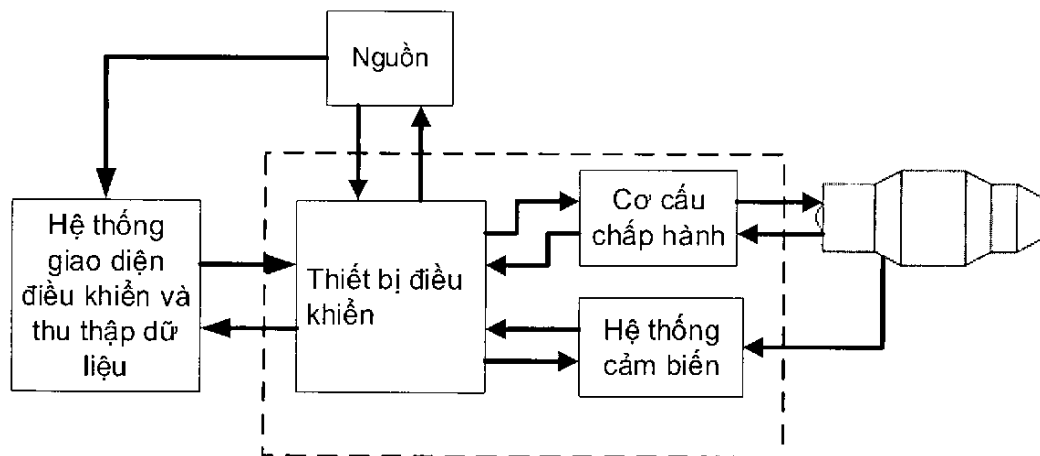 Nguồn
Hệ thống
giao diện
điều khiển và
thu thập dữ
liệu
Thiết bị điều
khiển
Cơ cấu
chấp hành
Hệ thống
cảm biến